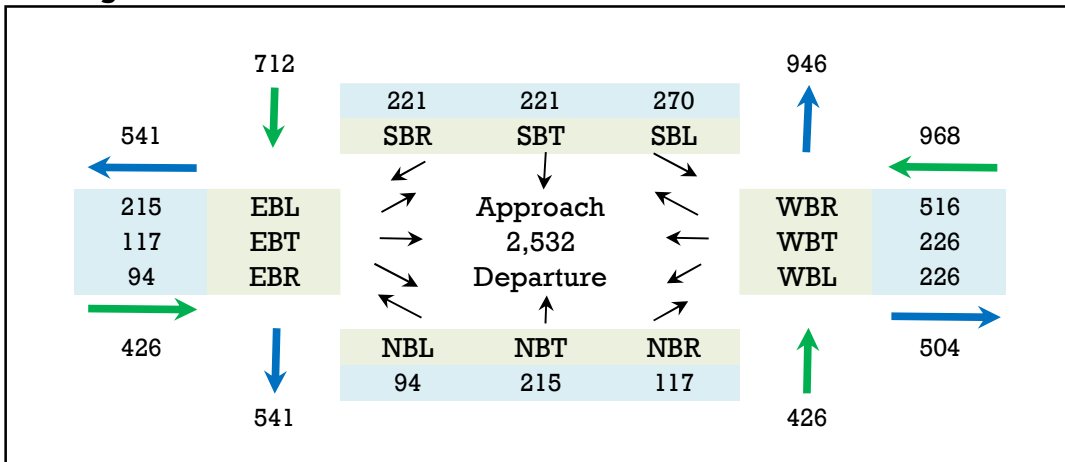 712
946
221 221 270
541
SBR SBT SBL
968
215 EBL Approach WBR 516
117 EBT 2,532 WBT 226
94 EBR Departure WBL 226
426
NBL NBT NBR
504
94 215 117
541
426